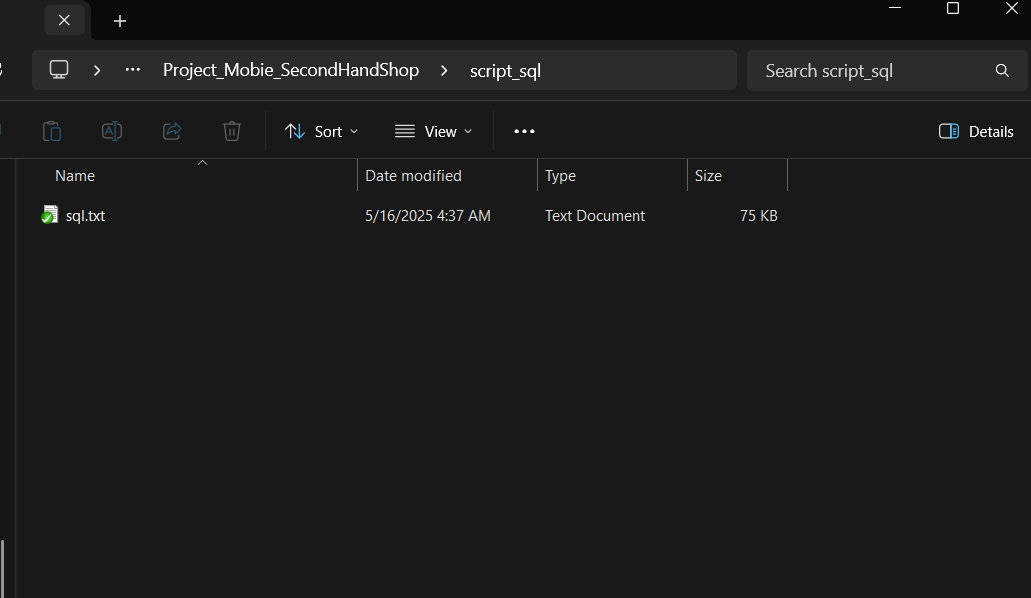 Project_Mobie_SecondHandShop script_sql
Search script_sql
Sort View Details
Name Date modified Type Size
sql.txt 5/16/2025 4:37 AM Text Document 75 KB